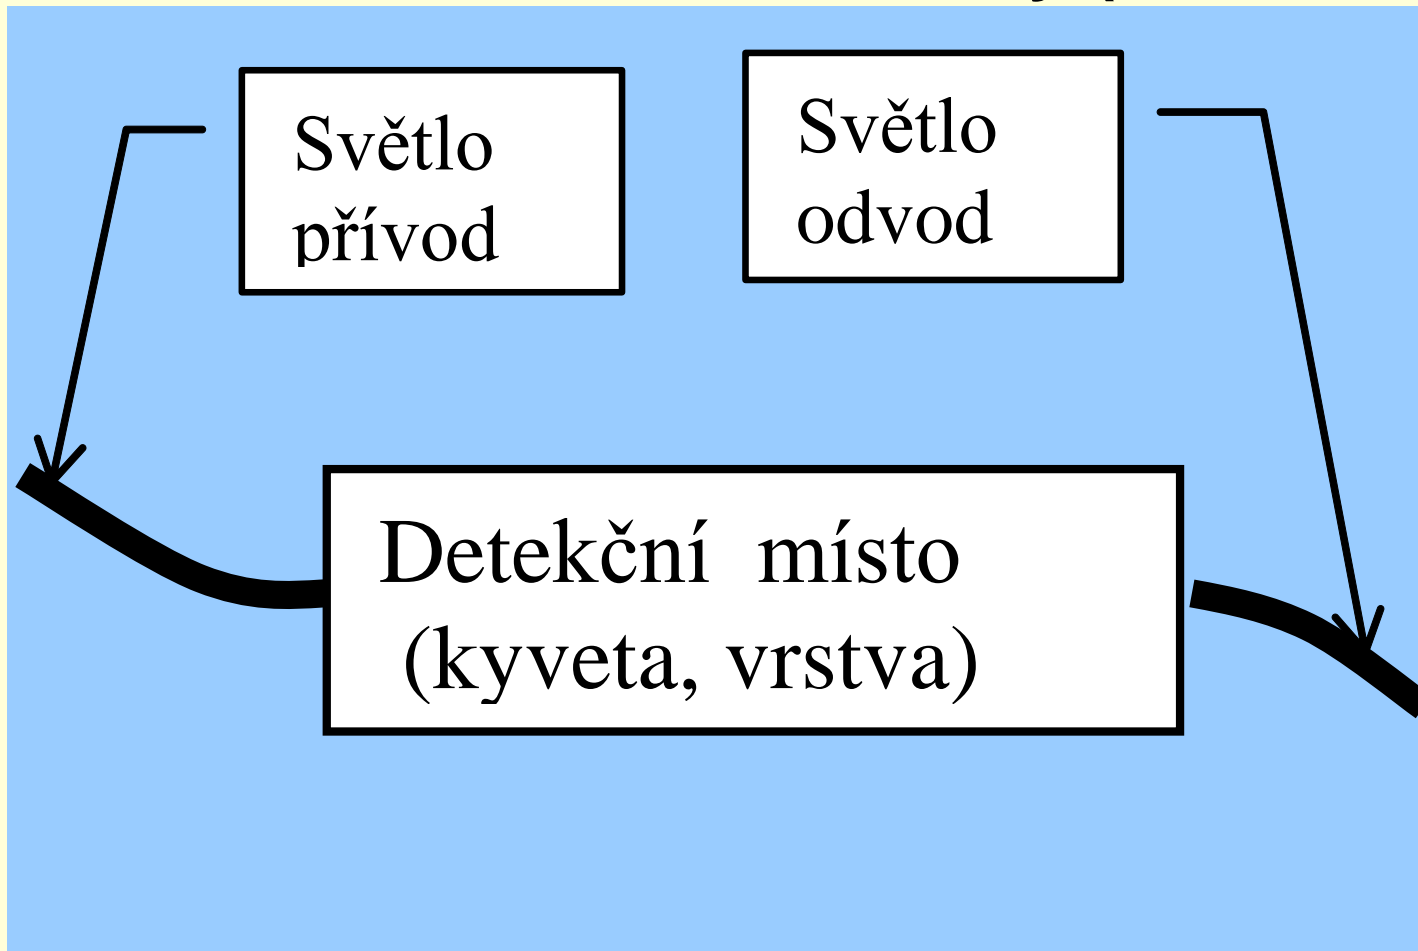 Světlo
přívod
Světlo
odvod
Detekční místo
(kyveta, vrstva)